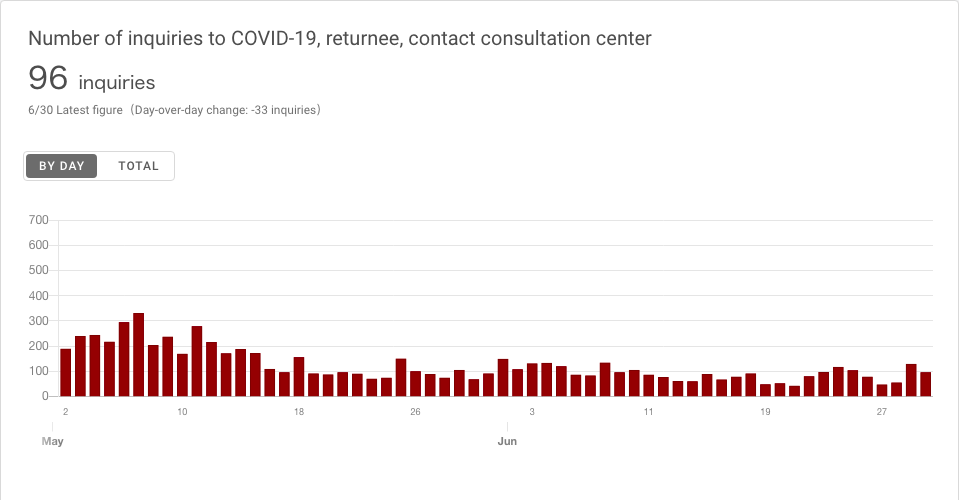 Number of inquiries to COVID-19, returnee, contact consultation center
96 inquiries
6/30 Latest figure（Day-over-day change: -33 inquiries）
BY DAY TOTAL
700
600
500
400
300
200
100
0
2 10 18 26 3 11 19 27
May Jun